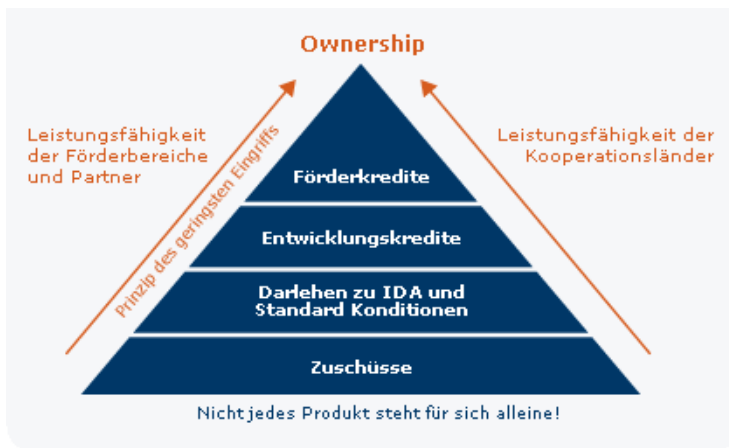 Ownership
Leistungsfähigkeit
der Förderbereiche
und Partner
Prinzip des geringsten Eingriffs
Leistungsfähigkeit der
Kooperationsländer
Förderkredite
Entwicklungskredite
Darlehen zu IDA und
Standard Konditionen
Zuschüsse
Nicht jedes Produkt steht für sich alleine!